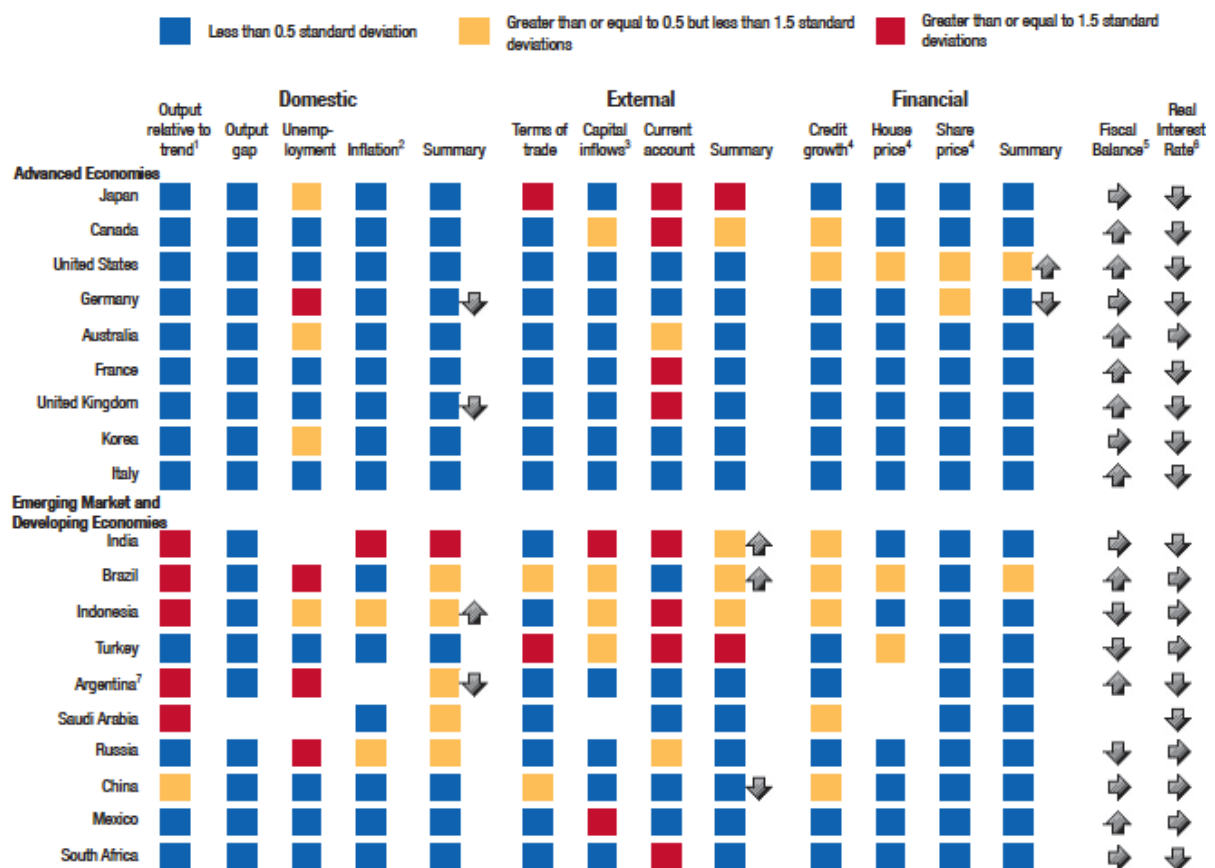 Less than 0.5 standard deviation
Greater than or equal to 0.5 but less than 1.5 standard
deviations
Greater than or equal to 1.5 standard
deviations
Domestic
External
Financial
Output
relative to
trend1
Output
gap
Unemp-
loyment
Inflation2
Summary
Terms of
trade
Capital
inflows3
Current
account
Summary
Credit
growth4
House
price4
Share
price4
Summary
Fiscal
Balance5
Real
Interest
Rate6
Advanced Economies
Japan
Canada
United States
Germany
Australia
France
United Kingdom
Korea
Italy
Emerging Market and
Developing Economies
India
Brazil
Indonesia
Turkey
Argentina7
Saudi Arabia
Russia
China
Mexico
South Africa